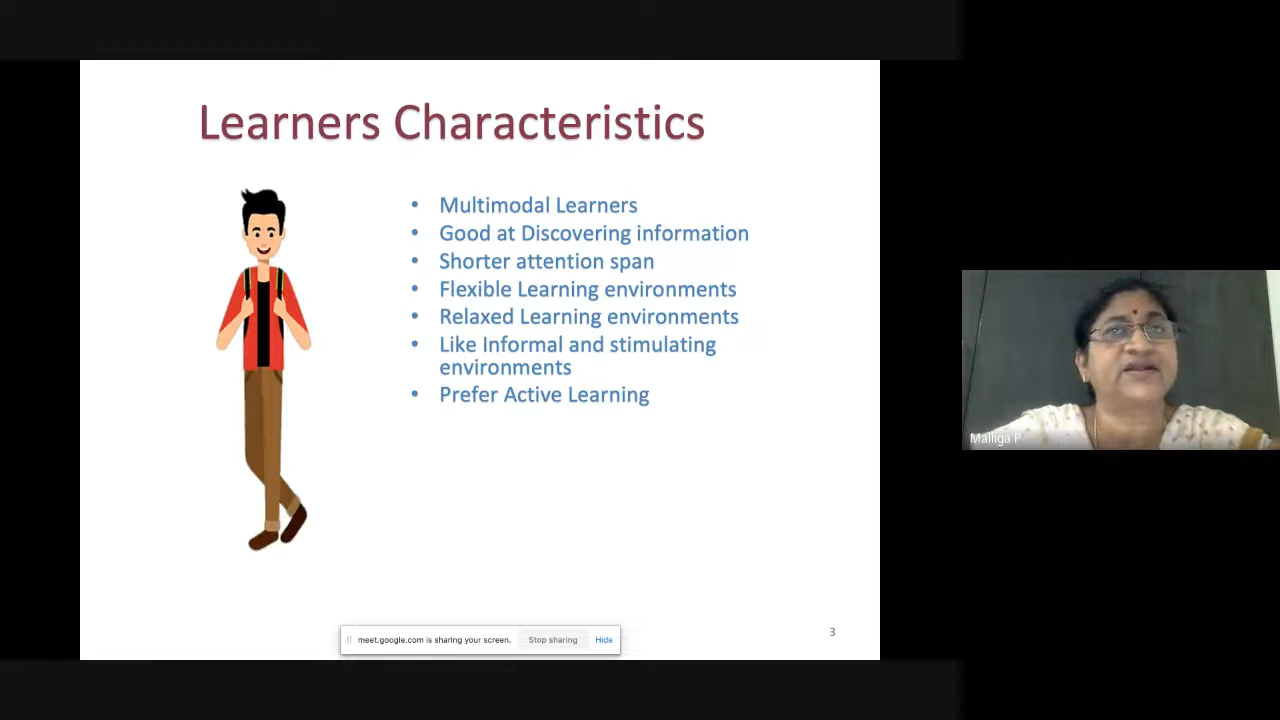 Learners Characteristics
• Multimodal Learners
• Good at Discovering information
• Shorter attention span
• Flexible Learning environments
• Relaxed Learning environments
• Like Informal and stimulating
environments
• Prefer Active Learning
Malliga P
meet.google.com is sharing your screen. Stop sharing Hide
3